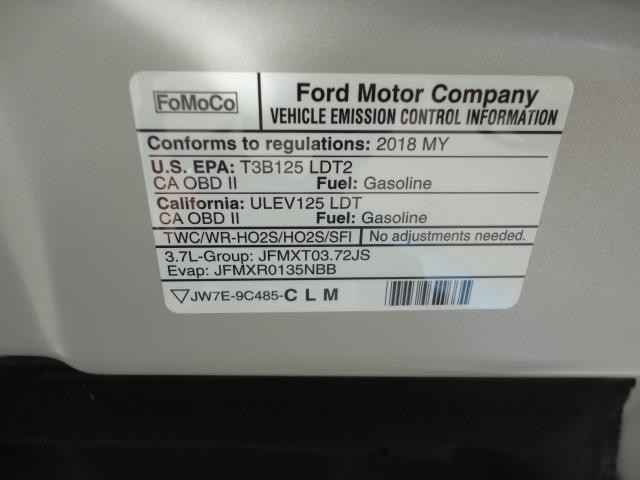 FoMoCo
Ford Motor Company
VEHICLE EMISSION CONTROL INFORMATION
Conforms to regulations: 2018 MY
U.S. EPA: T3B125 LDT2
CA OBD II Fuel: Gasoline
California: ULEV125 LDT
CA OBD II Fuel: Gasoline
TWC/WR-HO2S/HO2S/SFI No adjustments needed.
3.7L-Group: JFMXT03.72JS
Evap: JFMXR0135NBB
JW7E-9C485-C L M